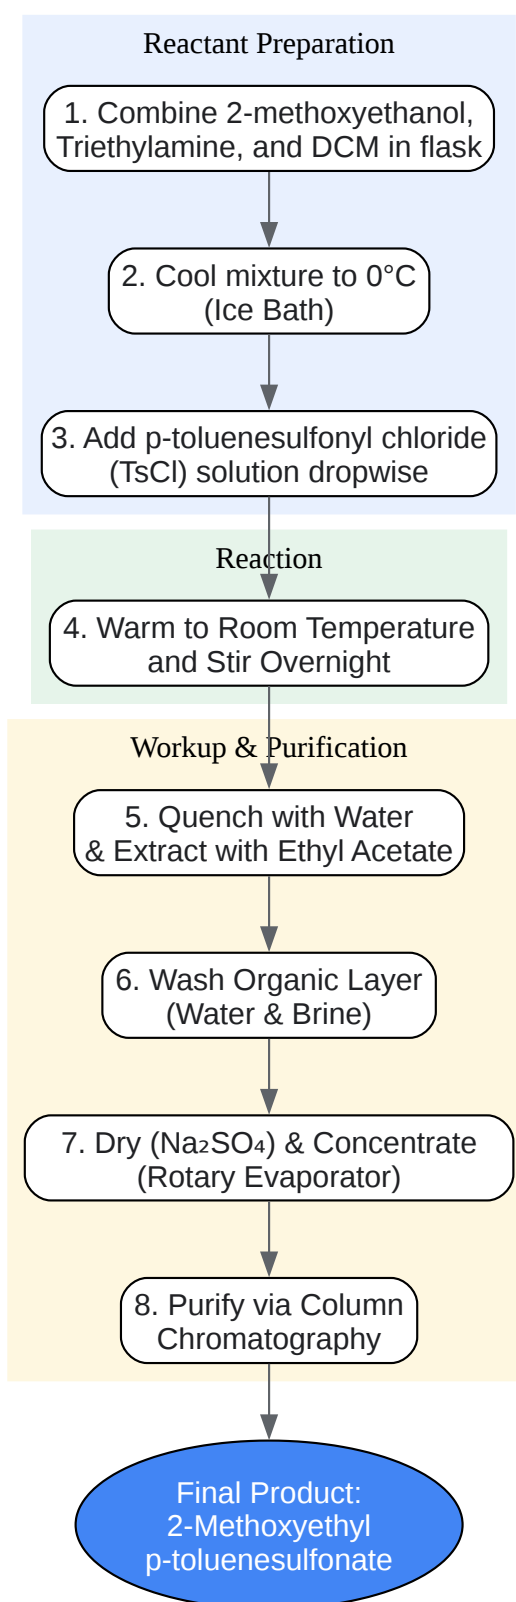 Reactant Preparation
1. Combine 2-methoxyethanol,
Triethylamine, and DCM in flask
2. Cool mixture to 0°C
(Ice Bath)
3. Add p-toluenesulfonyl chloride
(TsCl) solution dropwise
Reaction
4. Warm to Room Temperature
and Stir Overnight
Workup & Purification
5. Quench with Water
& Extract with Ethyl Acetate
6. Wash Organic Layer
(Water & Brine)
7. Dry (Na₂SO₄) & Concentrate
(Rotary Evaporator)
8. Purify via Column
Chromatography
Final Product:
2-Methoxyethyl
p-toluenesulfonate